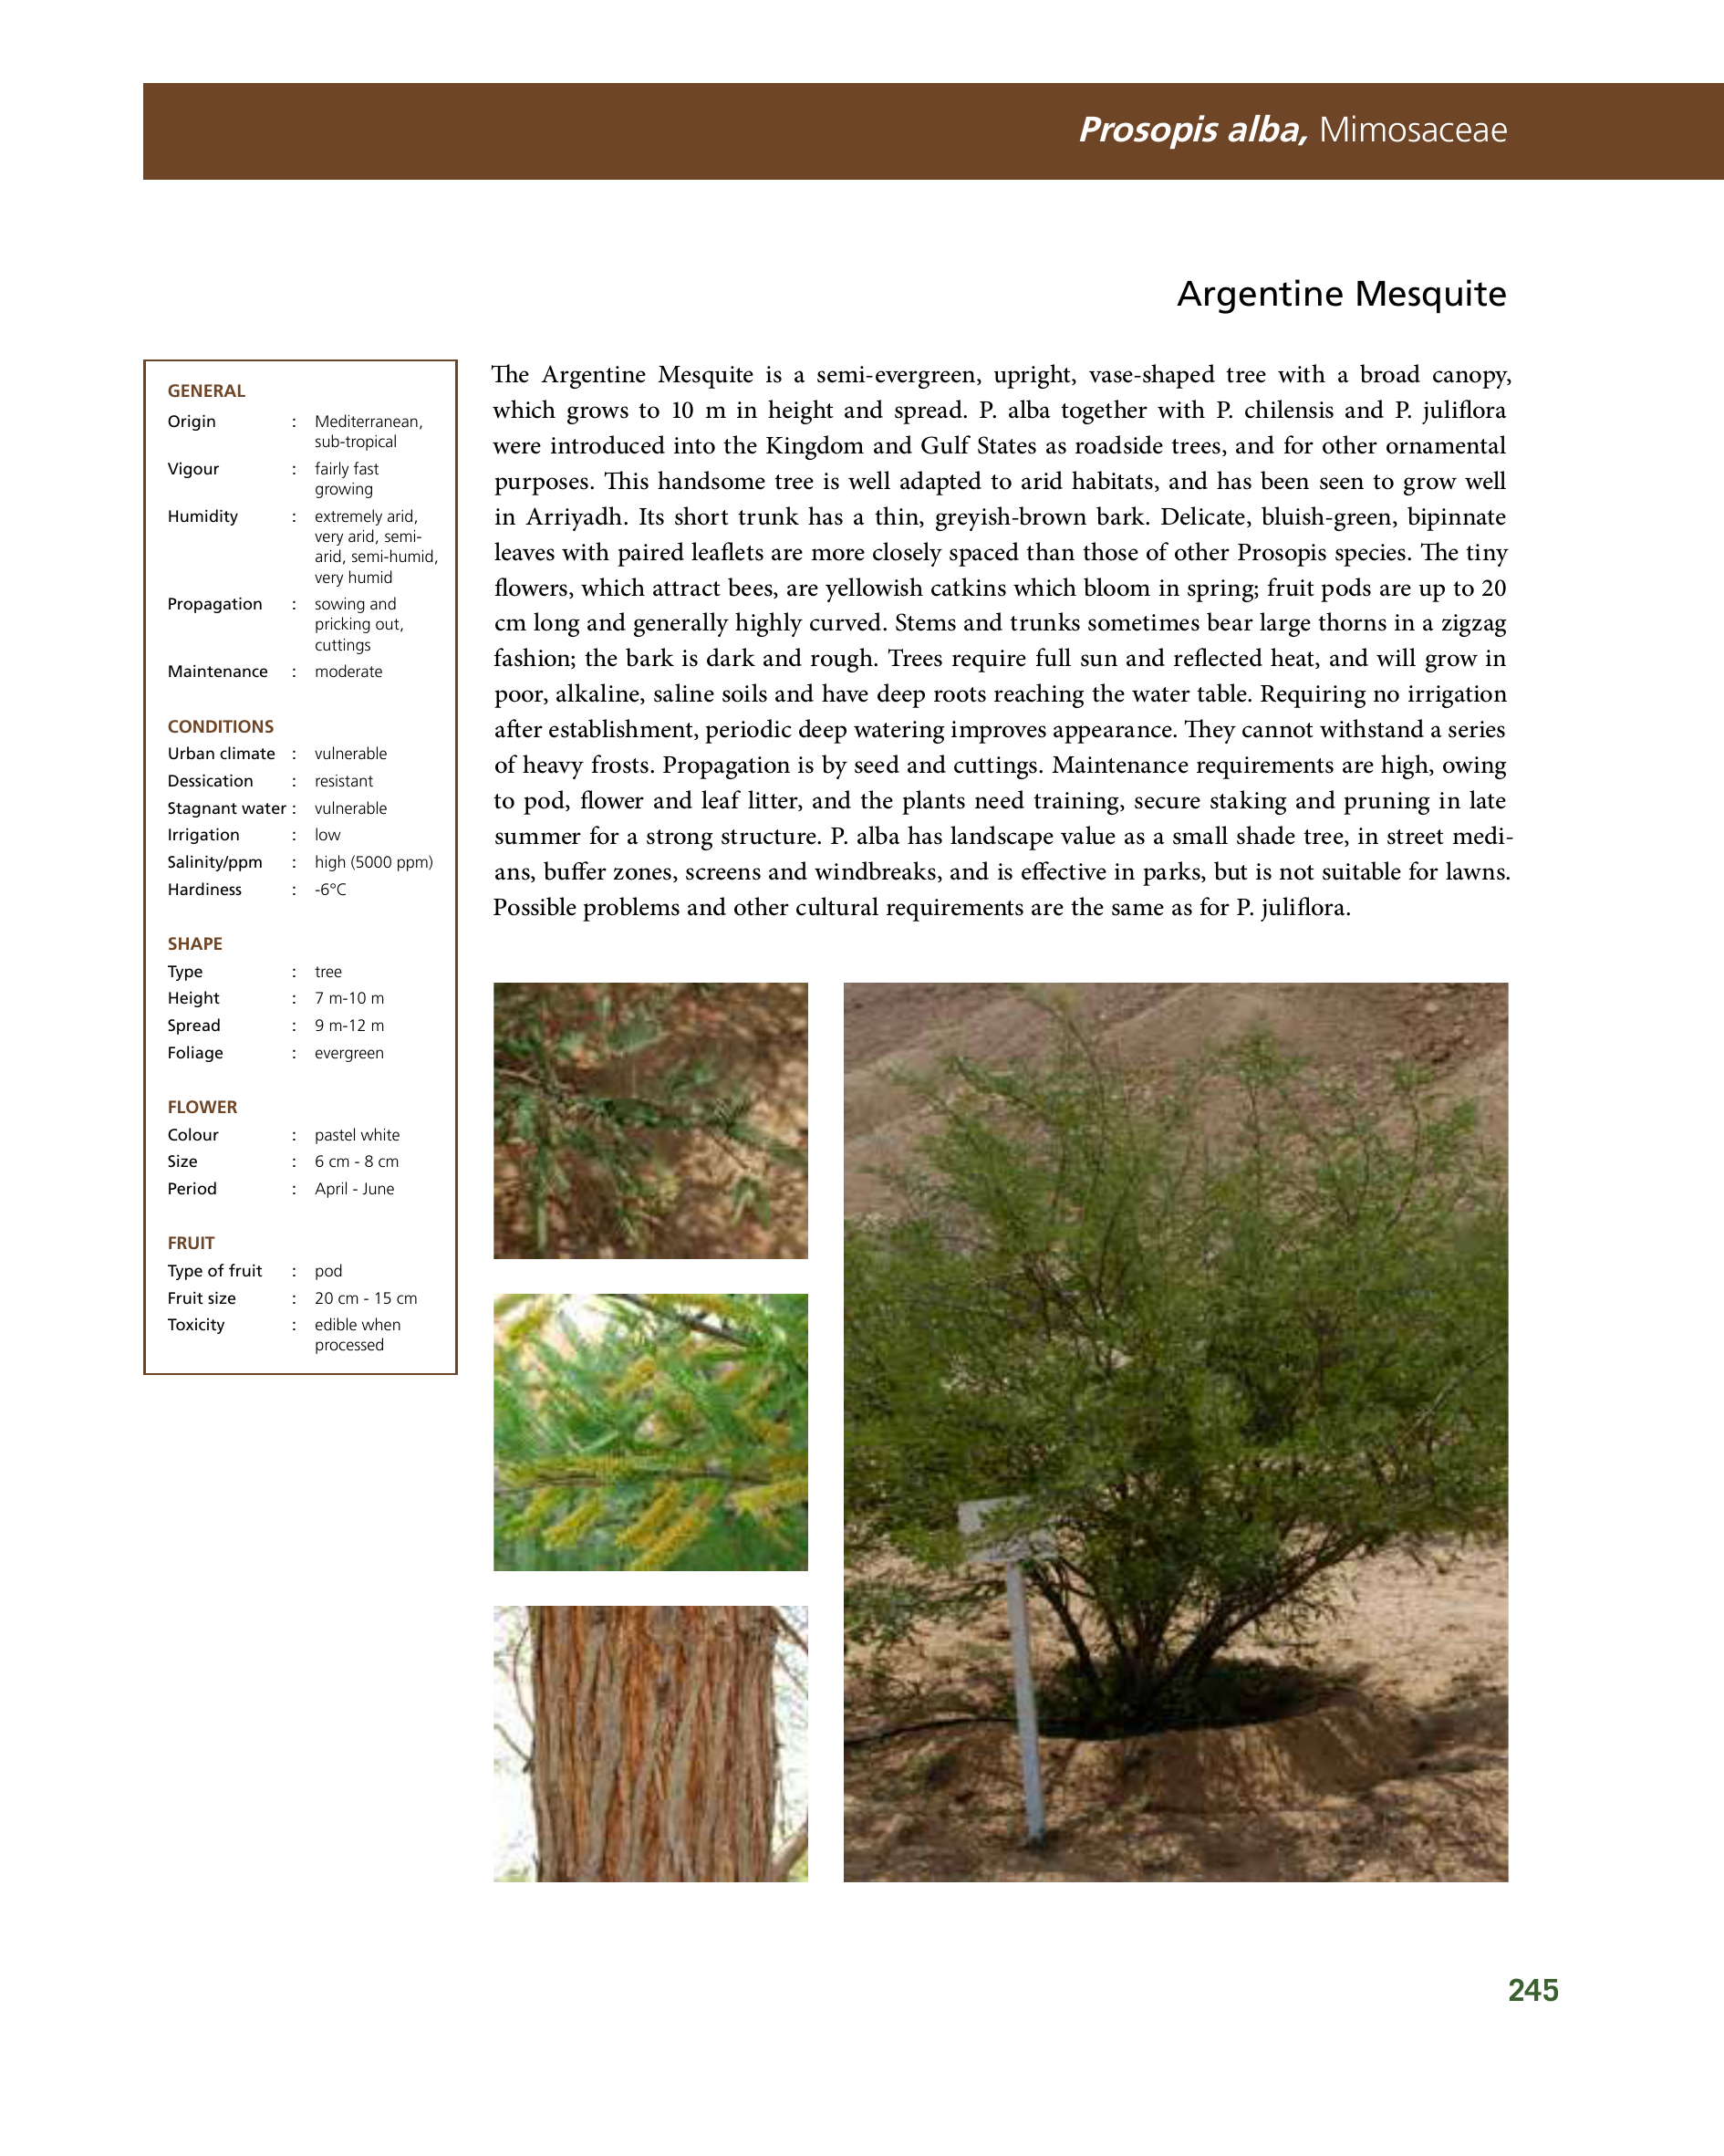 Prosopis alba, Mimosaceae
Argentine Mesquite
GENERAL
Origin : Mediterranean,
sub-tropical
Vigour : fairly fast
growing
Humidity : extremely arid,
very arid, semi-
arid, semi-humid,
very humid
Propagation : sowing and
pricking out,
cuttings
Maintenance : moderate
CONDITIONS
Urban climate : vulnerable
Dessication : resistant
Stagnant water : vulnerable
Irrigation : low
Salinity/ppm : high (5000 ppm)
Hardiness : -6°C
SHAPE
Type : tree
Height : 7 m-10 m
Spread : 9 m-12 m
Foliage : evergreen
FLOWER
Colour : pastel white
Size : 6 cm - 8 cm
Period : April - June
FRUIT
Type of fruit : pod
Fruit size : 20 cm - 15 cm
Toxicity : edible when
processed
The Argentine Mesquite is a semi-evergreen, upright, vase-shaped tree with a broad canopy,
which grows to 10 m in height and spread. P. alba together with P. chilensis and P. juliflora
were introduced into the Kingdom and Gulf States as roadside trees, and for other ornamental
purposes. This handsome tree is well adapted to arid habitats, and has been seen to grow well
in Arriyadh. Its short trunk has a thin, greyish-brown bark. Delicate, bluish-green, bipinnate
leaves with paired leaflets are more closely spaced than those of other Prosopis species. The tiny
flowers, which attract bees, are yellowish catkins which bloom in spring; fruit pods are up to 20
cm long and generally highly curved. Stems and trunks sometimes bear large thorns in a zigzag
fashion; the bark is dark and rough. Trees require full sun and reflected heat, and will grow in
poor, alkaline, saline soils and have deep roots reaching the water table. Requiring no irrigation
after establishment, periodic deep watering improves appearance. They cannot withstand a series
of heavy frosts. Propagation is by seed and cuttings. Maintenance requirements are high, owing
to pod, flower and leaf litter, and the plants need training, secure staking and pruning in late
summer for a strong structure. P. alba has landscape value as a small shade tree, in street medi-
ans, buffer zones, screens and windbreaks, and is effective in parks, but is not suitable for lawns.
Possible problems and other cultural requirements are the same as for P. juliflora.
245